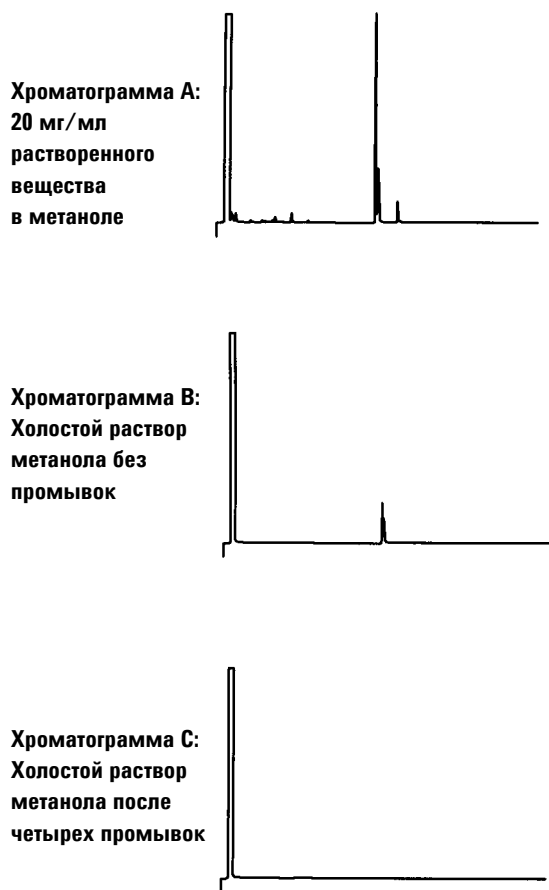 Хроматограмма A:
20 мг/мл
растворенного
вещества
в метаноле
Хроматограмма B:
Холостой раствор
метанола без
промывок
Хроматограмма C:
Холостой раствор
метанола после
четырех промывок